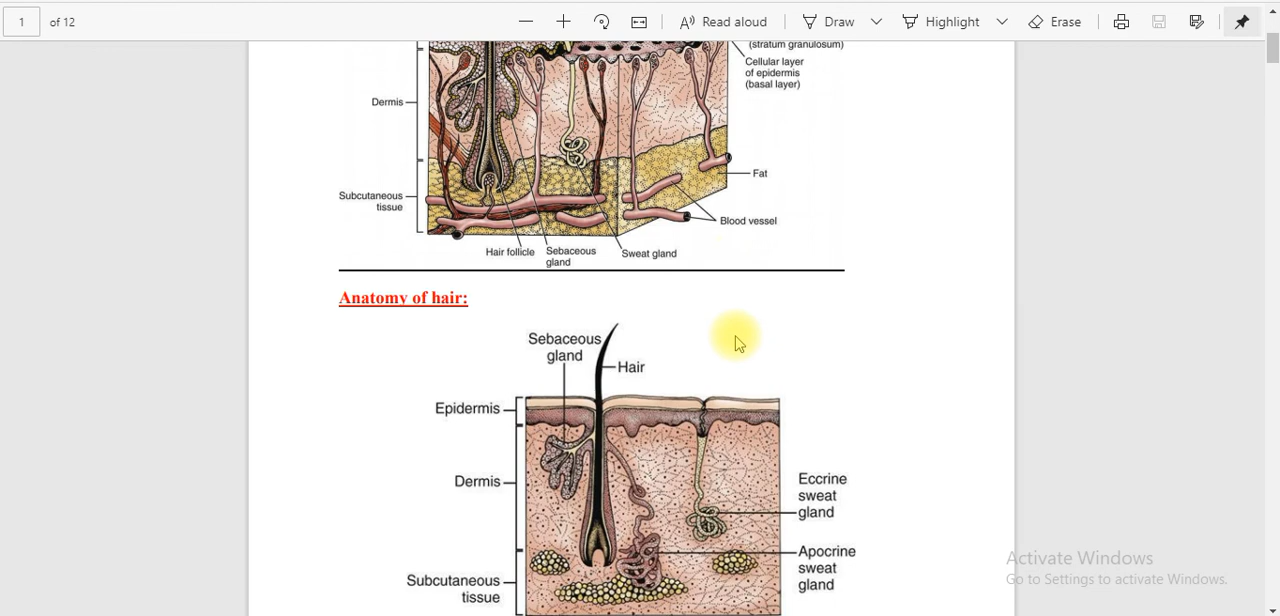 1 of 12 Read aloud Draw Highlight Erase
(stratum granulosum)
Cellular layer
of epidermis
(basal layer)
Dermis
Fat
Subcutaneous
tissue
Blood vessel
Hair follicle
Sebaceous
gland
Sweat gland
Anatomy of hair:
Sebaceous
gland
Hair
Epidermis
Dermis
Eccrine
sweat
gland
Apocrine
sweat
gland
Subcutaneous
tissue
Activate Windows
Go to Settings to activate Windows.